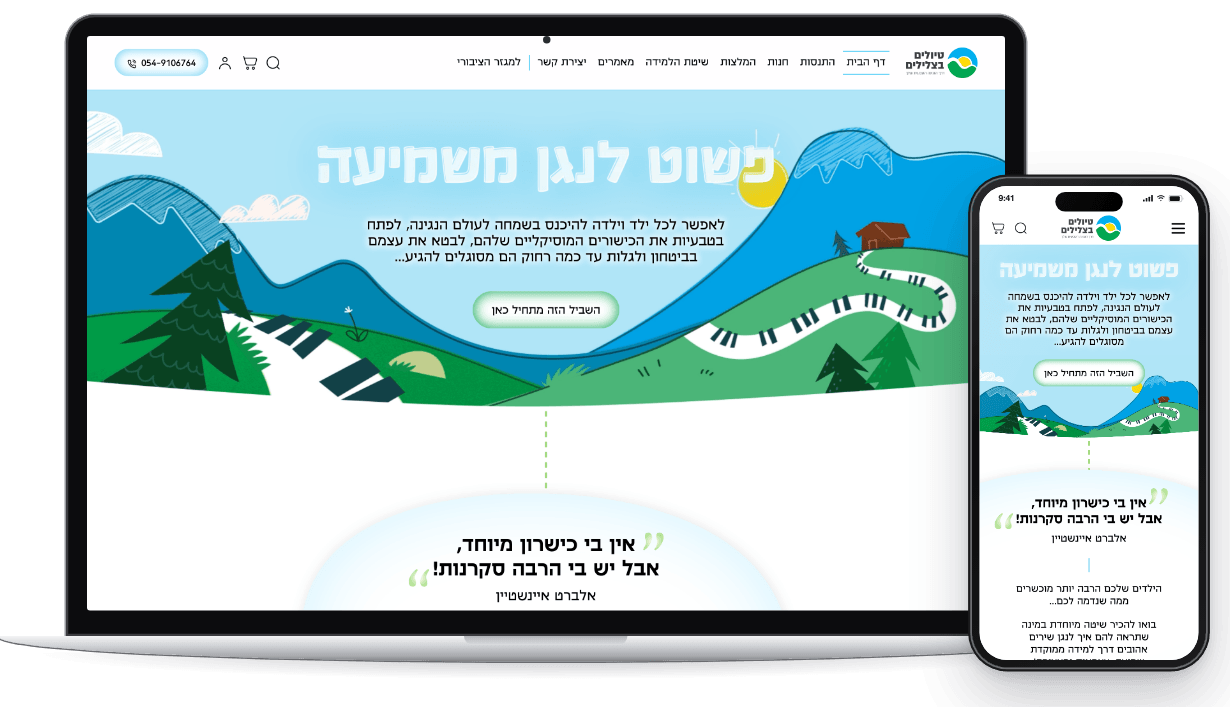 טיולים
בצלילים
דף הבית
התנסות
חנות
המלצות
שיטת הלמידה
מאמרים
יצירת קשר
למגזר הציבורי
054-9106764
פשוט לנגן משמיעה
לאפשר לכל ילד וילדה להיכנס בשמחה לעולם הנגינה, לפתח
בטבעיות את הכישורים המוסיקליים שלהם, לבטא את עצמם
בביטחון ולגלות עד כמה רחוק הם מסוגלים להגיע...
השביל הזה מתחיל כאן
"אין בי כישרון מיוחד,
אבל יש בי הרבה סקרנות!"
אלברט איינשטיין
9:41
טיולים
בצלילים
פשוט לנגן משמיעה
לאפשר לכל ילד וילדה להיכנס בשמחה
לעולם הנגינה, לפתח בטבעיות את
הכישורים המוסיקליים שלהם, לבטא את
עצמם בביטחון ולגלות עד כמה רחוק הם
מסוגלים להגיע...
השביל הזה מתחיל כאן
"אין בי כישרון מיוחד,
אבל יש בי הרבה סקרנות!"
אלברט איינשטיין
הילדים שלכם הרבה יותר מוכשרים
ממה שנדמה לכם...
בואו להכיר שיטה מיוחדת במינה
שתראה להם איך לנגן שירים
אהובים דרך למידה ממוקדת